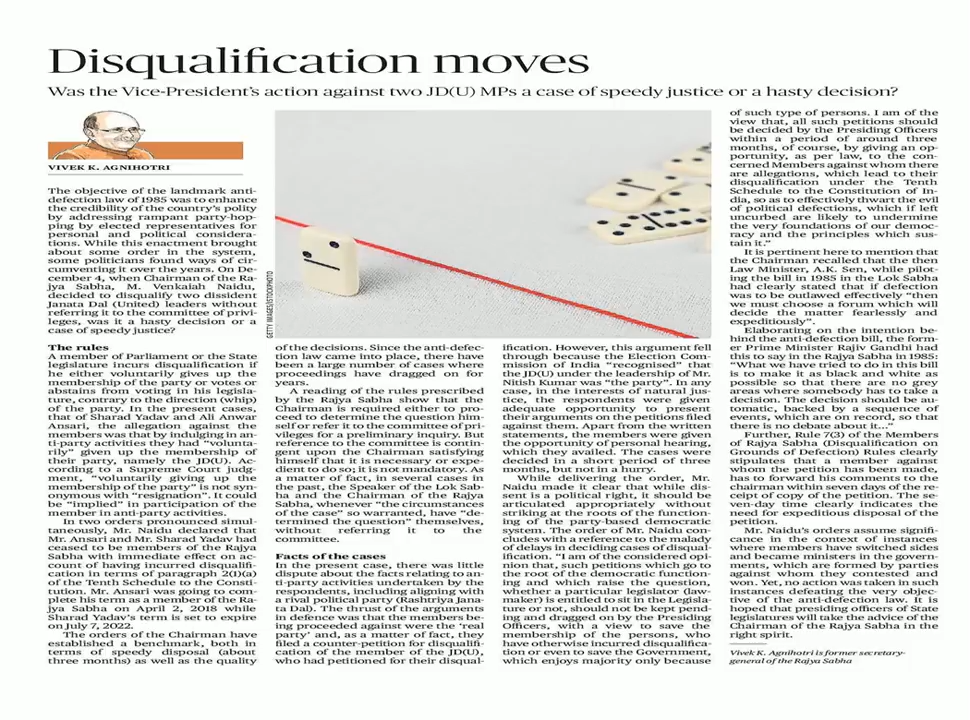 Disqualification moves
Was the Vice-President's action against two JD(U) MPs a case of speedy justice or a hasty decision?
VIVEK K. AGNIHOTRI
The objective of the landmark anti-
defection law of 1985 was to enhance
the credibility of the country's polity
by addressing rampant party-hop-
ping by elected representatives for
personal and political considera-
tions. While this enactment brought
about some order in the system,
some politicians found ways of cir-
cumventing it over the years. On De-
cember 4, when Chairman of the Ra-
jya Sabha, M. Venkaiah Naidu,
decided to disqualify two dissident
Janata Dal (United) leaders without
referring it to the committee of privi-
leges, was it a hasty decision or a
case of speedy justice?
The rules
A member of Parliament or the State
legislature incurs disqualification if
he either voluntarily gives up the
membership of the party or votes or
abstains from voting in his legisla-
ture, contrary to the direction (whip)
of the party. In the present cases,
that of Sharad Yadav and Ali Anwar
Ansari, the allegation against the
members was that by indulging in an-
ti-party activities they had "volunta-
rily" given up the membership of
their party, namely the JD(U). Ac-
cording to a Supreme Court judg-
ment, "voluntarily giving up the
membership of the party" is not syn-
onymous with "resignation". It could
be "implied" in participation of the
member in anti-party activities.
In two orders pronounced simul-
taneously, Mr. Naidu declared that
Mr. Ansari and Mr. Sharad Yadav had
ceased to be members of the Rajya
Sabha with immediate effect on ac-
count of having incurred disqualifi-
cation in terms of paragraph 2(1)(a)
of the Tenth Schedule to the Consti-
tution. Mr. Ansari was going to com-
plete his term as a member of the Ra-
jya Sabha on April 2, 2018 while
Sharad Yadav's term is set to expire
on July 7, 2022.
The orders of the Chairman have
established a benchmark, both in
terms of speedy disposal (about
three months) as well as the quality
GETTY IMAGES/ISTOCKPHOTO
of the decisions. Since the anti-defec-
tion law came into place, there have
been a large number of cases where
proceedings have dragged on for
years.
A reading of the rules prescribed
by the Rajya Sabha show that the
Chairman is required either to pro-
ceed to determine the question him-
self or refer it to the committee of pri-
vileges for a preliminary inquiry. But
reference to the committee is contin-
gent upon the Chairman satisfying
himself that it is necessary or expe-
dient to do so; it is not mandatory. As
a matter of fact, in several cases in
the past, the Speaker of the Lok Sab-
ha and the Chairman of the Rajya
Sabha, whenever "the circumstances
of the case" so warranted, have "de-
termined the question" themselves,
without referring it to the
committee.
Facts of the cases
In the present case, there was little
dispute about the facts relating to an-
ti-party activities undertaken by the
respondents, including aligning with
a rival political party (Rashtriya Jana-
ta Dal). The thrust of the arguments
in defence was that the members be-
ing proceeded against were the 'real
party' and, as a matter of fact, they
filed a counter-petition for disqualifi-
cation of the member of the JD(U),
who had petitioned for their disqual-
ification. However, this argument fell
through because the Election Com-
mission of India "recognised" that
the JD(U) under the leadership of Mr.
Nitish Kumar was "the party". In any
case, in the interests of natural jus-
tice, the respondents were given
adequate opportunity to present
their arguments on the petitions filed
against them. Apart from the written
statements, the members were given
the opportunity of personal hearing,
which they availed. The cases were
decided in a short period of three
months, but not in a hurry.
While delivering the order, Mr.
Naidu made it clear that while dis-
sent is a political right, it should be
articulated appropriately without
striking at the roots of the function-
ing of the party-based democratic
system. The order of Mr. Naidu con-
cludes with a reference to the malady
of delays in deciding cases of disqual-
ification. "I am of the considered opi-
nion that, such petitions which go to
the root of the democratic function-
ing and which raise the question,
whether a particular legislator (law-
maker) is entitled to sit in the Legisla-
ture or not, should not be kept pend-
ing and dragged on by the Presiding
Officers, with a view to save the
membership of the persons, who
have otherwise incurred disqualifica-
tion or even to save the Government,
which enjoys majority only because
of such type of persons. I am of the
view that, all such petitions should
be decided by the Presiding Officers
within a period of around three
months, of course, by giving an op-
portunity, as per law, to the con-
cerned Members against whom there
are allegations, which lead to their
disqualification under the Tenth
Schedule to the Constitution of In-
dia, so as to effectively thwart the evil
of political defections, which if left
uncurbed are likely to undermine
the very foundations of our democ-
racy and the principles which sus-
tain it."
It is pertinent here to mention that
the Chairman recalled that the then
Law Minister, A.K. Sen, while pilot-
ing the bill in 1985 in the Lok Sabha
had clearly stated that if defection
was to be outlawed effectively "then
we must choose a forum which will
decide the matter fearlessly and
expeditiously".
Elaborating on the intention be-
hind the anti-defection bill, the form-
er Prime Minister Rajiv Gandhi had
this to say in the Rajya Sabha in 1985:
"What we have tried to do in this bill
is to make it as black and white as
possible so that there are no grey
areas where somebody has to take a
decision. The decision should be au-
tomatic, backed by a sequence of
events, which are on record, so that
there is no debate about it..."
Further, Rule 7(3) of the Members
of Rajya Sabha (Disqualification on
Grounds of Defection) Rules clearly
stipulates that a member against
whom the petition has been made,
has to forward his comments to the
chairman within seven days of the re-
ceipt of copy of the petition. The se-
ven-day time clearly indicates the
need for expeditious disposal of the
petition.
Mr. Naidu's orders assume signifi-
cance in the context of instances
where members have switched sides
and became ministers in the govern-
ments, which are formed by parties
against whom they contested and
won. Yet, no action was taken in such
instances defeating the very objec-
tive of the anti-defection law. It is
hoped that presiding officers of State
legislatures will take the advice of the
Chairman of the Rajya Sabha in the
right spirit.
Vivek K. Agnihotri is former secretary-
general of the Rajya Sabha